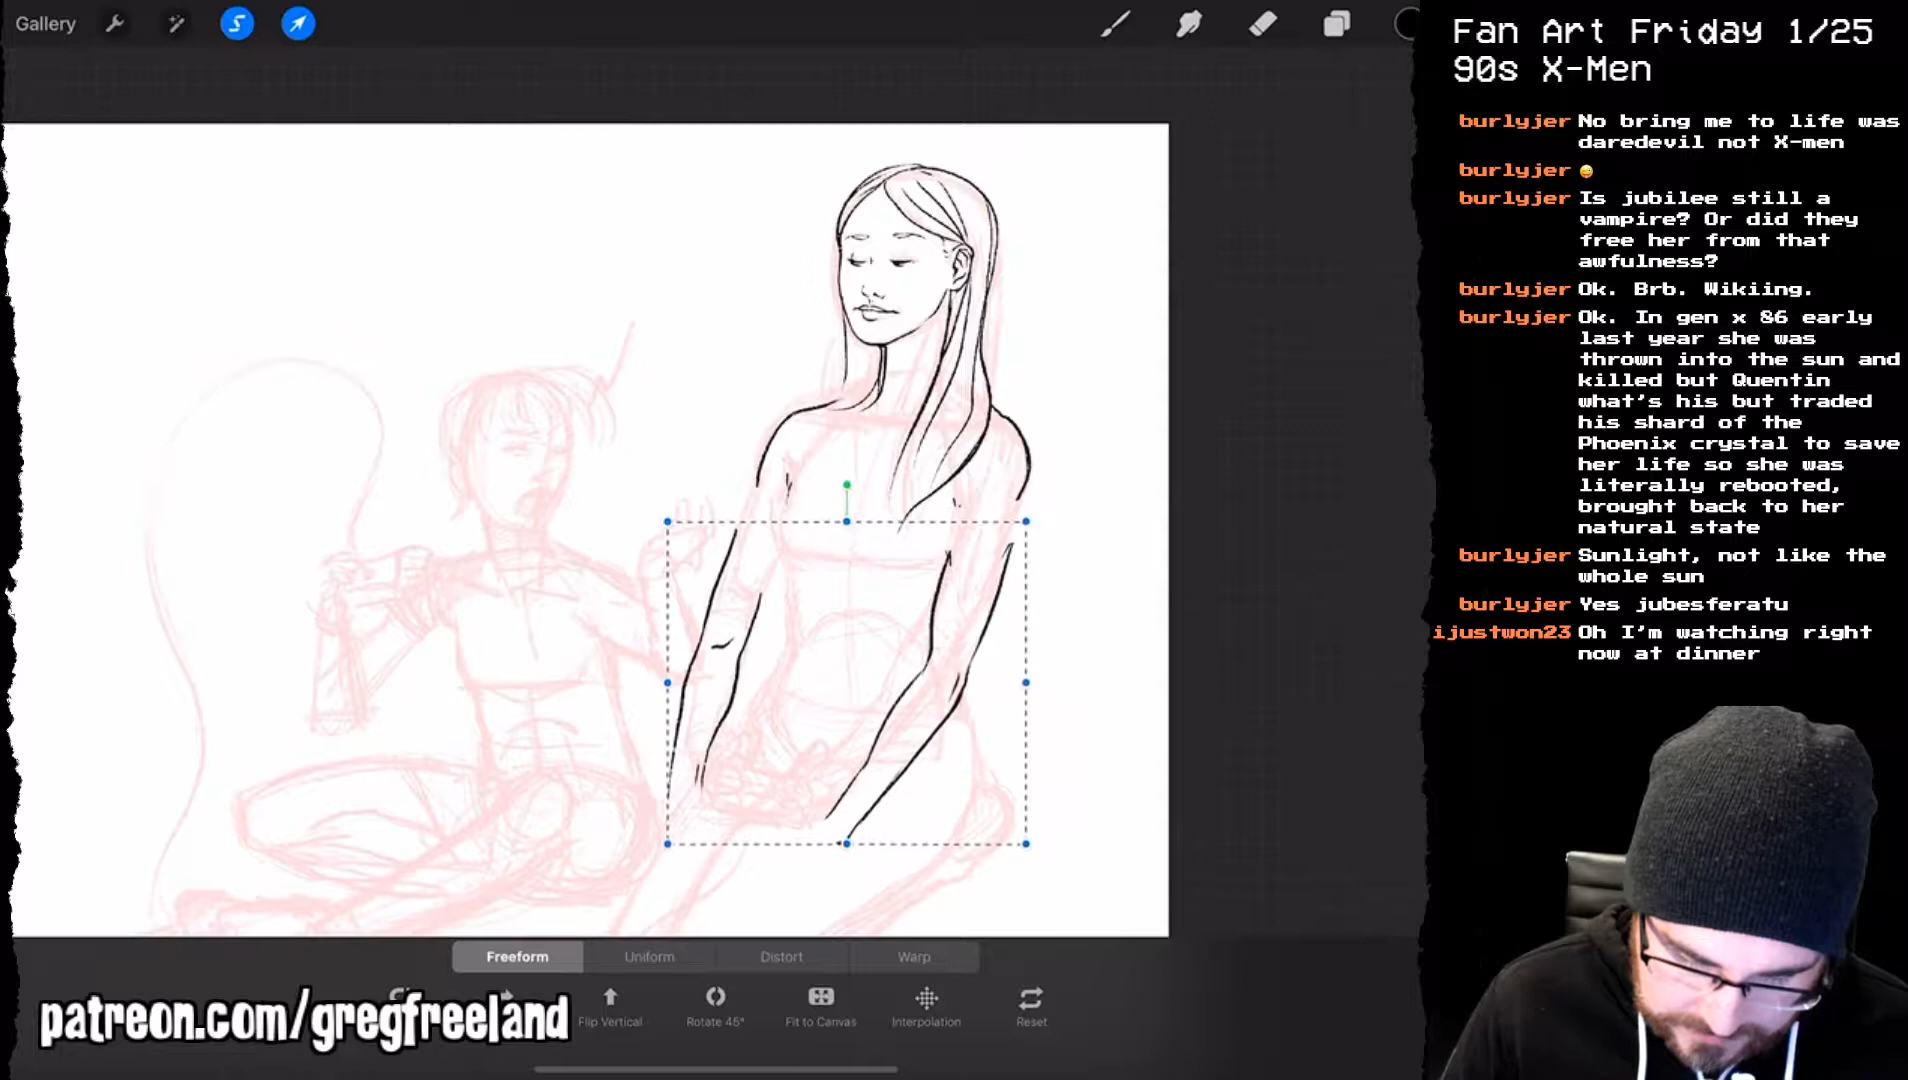 Gallery
Fan Art Friday 1/25
90s X-Men
burlyjer No bring me to life was
daredevil not X-men
burlyjer 😜
burlyjer Is jubilee still a
vampire? Or did they
free her from that
awfulness?
burlyjer Ok. Brb. Wikiing.
burlyjer Ok. In gen x 86 early
last year she was
thrown into the sun and
killed but Quentin
what's his but traded
his shard of the
Phoenix crystal to save
her life so she was
literally rebooted,
brought back to her
natural state
burlyjer Sunlight, not like the
whole sun
burlyjer Yes jubesferatu
ijustwon23 Oh I'm watching right
now at dinner
Freeform Uniform Distort Warp
patreon.com/gregfreeland
Flip Vertical Rotate 45° Fit to Canvas Interpolation Reset